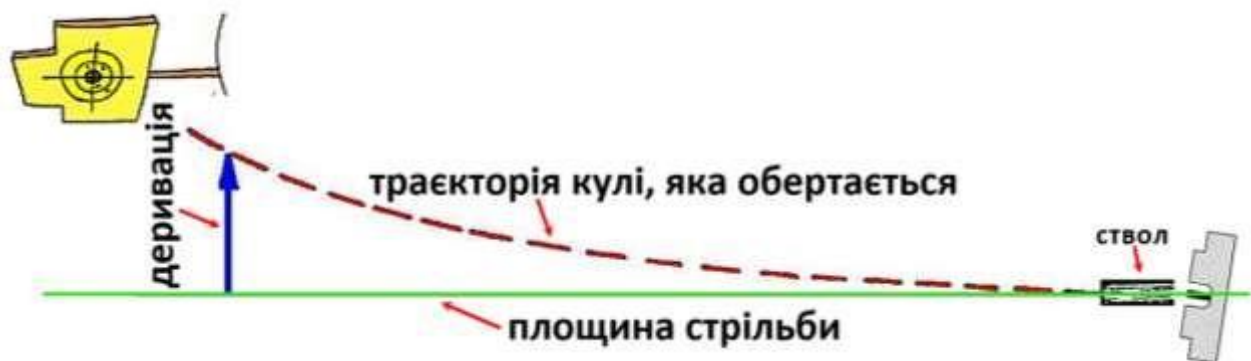 деривація
траєкторія кулі, яка обертається
ствол
площина стрільби